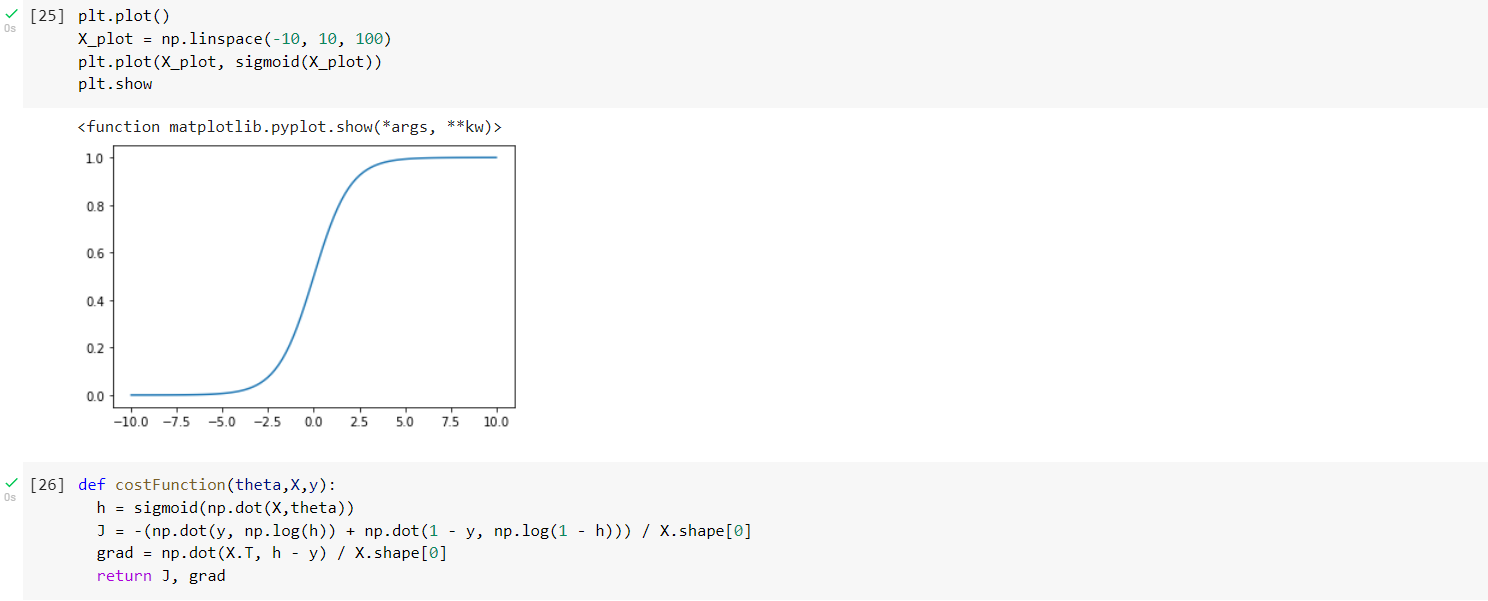 [25] plt.plot()
0s
X_plot = np.linspace(-10, 10, 100)
plt.plot(X_plot, sigmoid(X_plot))
plt.show
<function matplotlib.pyplot.show(*args, **kw)>
1.0
0.8
0.6
0.4
0.2
0.0
−10.0 −7.5 −5.0 −2.5 0.0 2.5 5.0 7.5 10.0
[26] def costFunction(theta,X,y):
0s
h = sigmoid(np.dot(X,theta))
J = -(np.dot(y, np.log(h)) + np.dot(1 - y, np.log(1 - h))) / X.shape[0]
grad = np.dot(X.T, h - y) / X.shape[0]
return J, grad